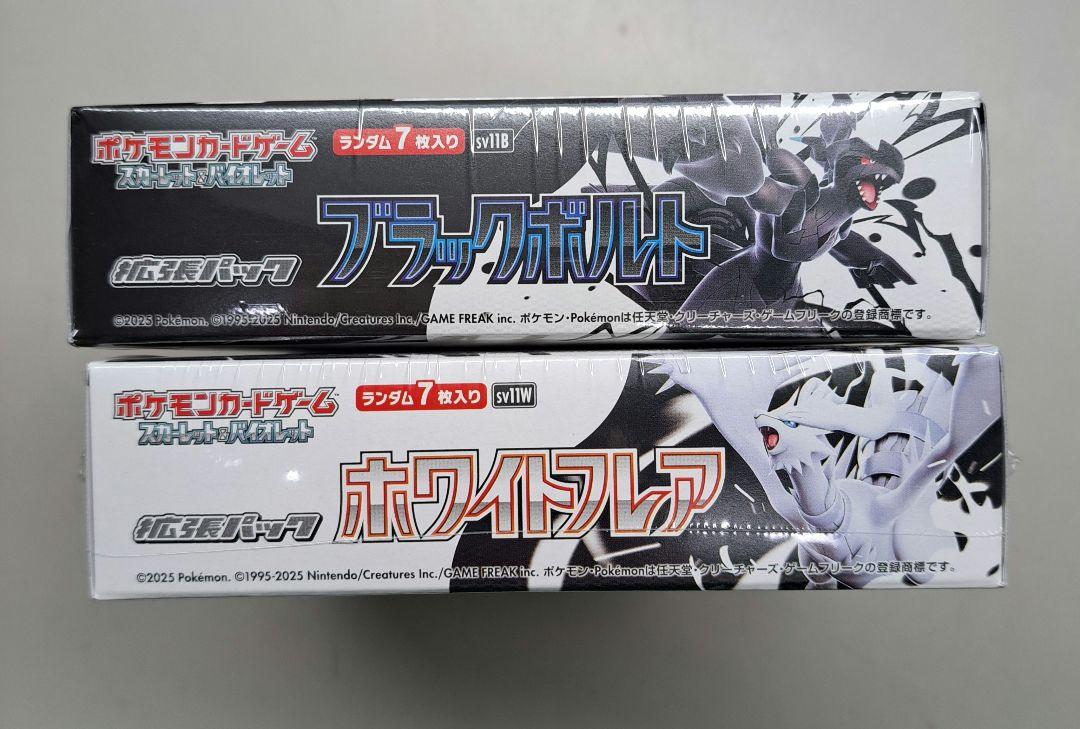 ポケモンカードゲーム
スカーレット&バイオレット
ランダム7枚入り
sv11B
ブラックボルト
拡張パック
©2025 Pokémon. ©1995-2025 Nintendo/Creatures Inc./GAME FREAK inc. ポケモン・Pokémonは任天堂・クリーチャーズ・ゲームフリークの登録商標です。
ポケモンカードゲーム
スカーレット&バイオレット
ランダム7枚入り
sv11W
ホワイトフレア
拡張パック
©2025 Pokémon. ©1995-2025 Nintendo/Creatures Inc./GAME FREAK inc. ポケモン・Pokémonは任天堂・クリーチャーズ・ゲームフリークの登録商標です。